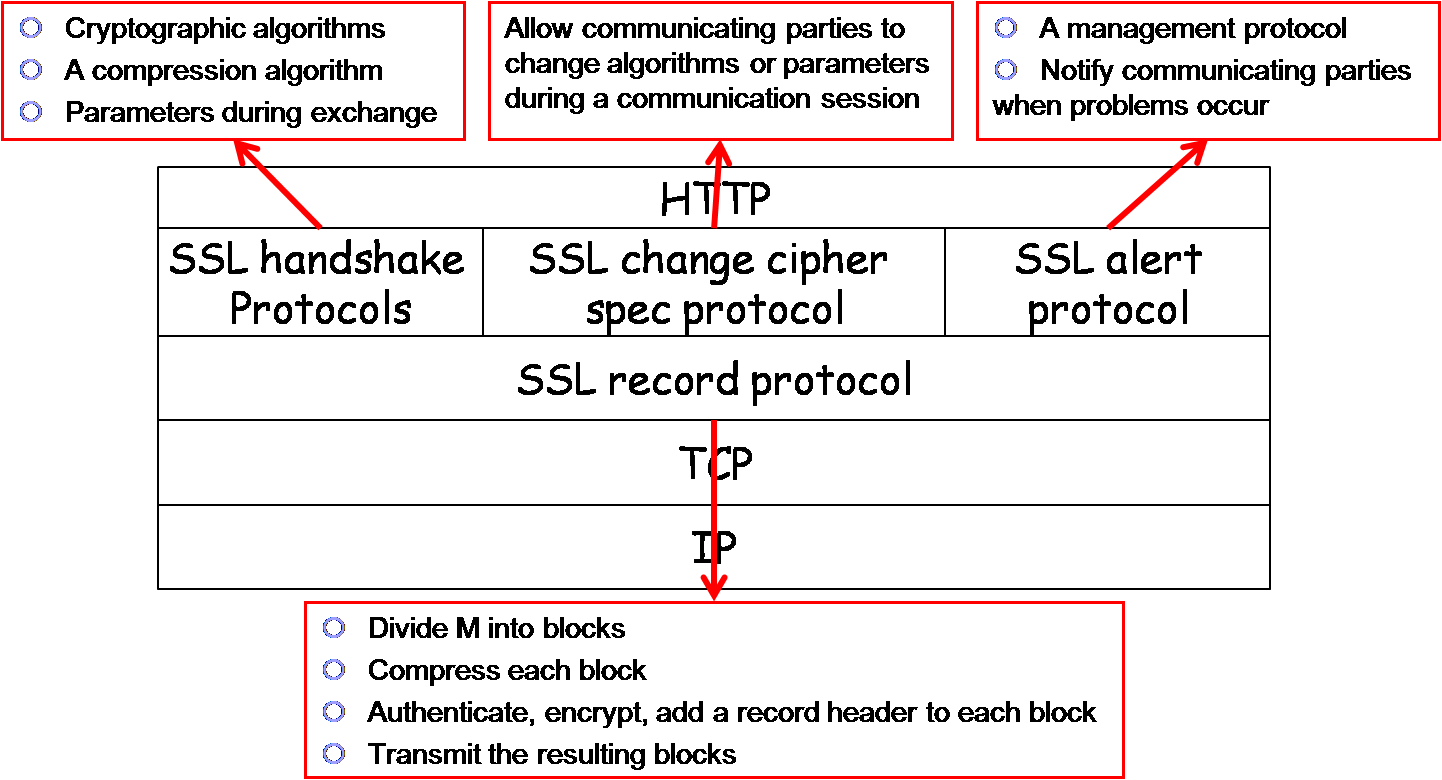 Cryptographic algorithms
A compression algorithm
Parameters during exchange
Allow communicating parties to
change algorithms or parameters
during a communication session
A management protocol
Notify communicating parties
when problems occur
HTTP
SSL handshake
Protocols
SSL change cipher
spec protocol
SSL alert
protocol
SSL record protocol
TCP
IP
Divide M into blocks
Compress each block
Authenticate, encrypt, add a record header to each block
Transmit the resulting blocks